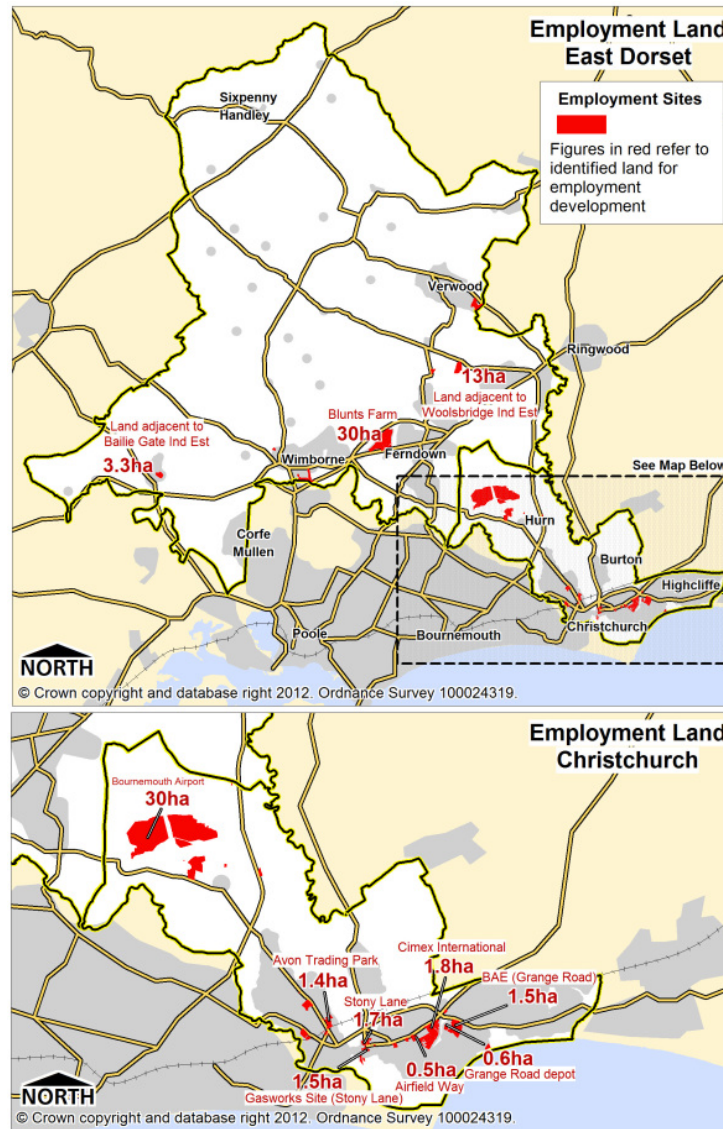 Employment Land
East Dorset
Employment Sites
Figures in red refer to
identified land for
employment
development
Sixpenny
Handley
Verwood
Ringwood
13ha
Land adjacent to
Woolsbridge Ind Est
Blunts Farm
30ha
Ferndown
Land adjacent to
Bailie Gate Ind Est
3.3ha
Wimborne
See Map Below
Hurn
Corfe
Mullen
Burton
Highcliffe
Poole
Bournemouth
Christchurch
NORTH
© Crown copyright and database right 2012. Ordnance Survey 100024319.
Employment Land
Christchurch
Bournemouth Airport
30ha
Avon Trading Park
1.4ha
Cimex International
1.8ha
BAE (Grange Road)
1.5ha
Stony Lane
1.7ha
0.6ha
Grange Road depot
0.5ha
Airfield Way
1.5ha
Gasworks Site (Stony Lane)
NORTH
© Crown copyright and database right 2012. Ordnance Survey 100024319.